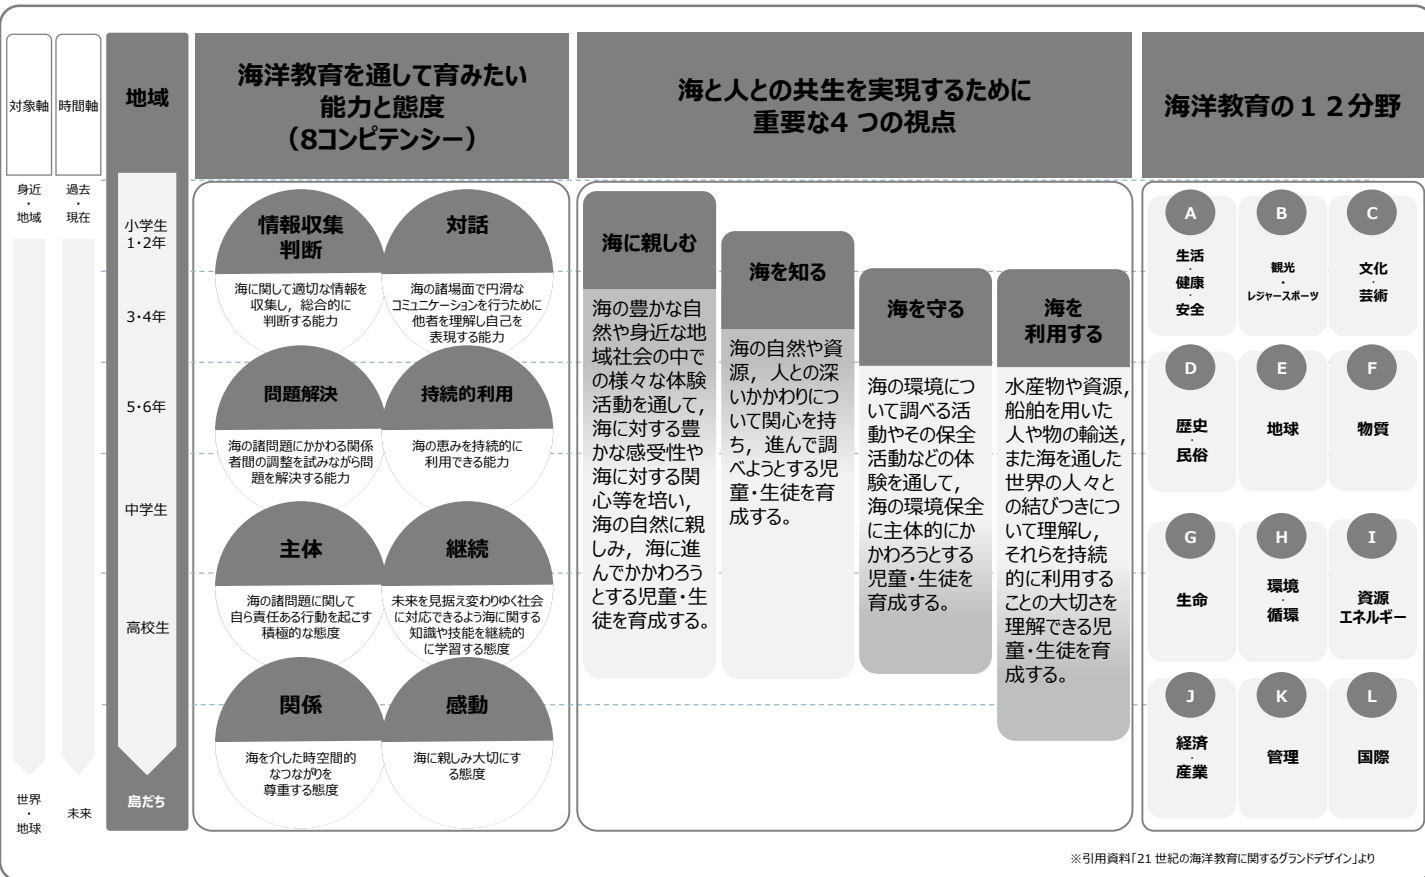 対象軸
時間軸
地域
海洋教育を通して育みたい
能力と態度
（8コンピテンシー）
海と人との共生を実現するために
重要な4 つの視点
海洋教育の１２分野
身近
・
地域
世界
・
地球
過去
・
現在
未来
小学生
1・2年
3・4年
5・6年
中学生
高校生
島だち
情報収集
判断
海に関して適切な情報を
収集し，総合的に
判断する能力
対話
海の諸場面で円滑な
コミュニケーションを行うために
他者を理解し自己を
表現する能力
問題解決
海の諸問題にかかわる関係
者間の調整を試みながら問
題を解決する能力
持続的利用
海の恵みを持続的に
利用できる能力
主体
海の諸問題に関して
自ら責任ある行動を起こす
積極的な態度
継続
未来を見据え変わりゆく社会
に対応できるよう海に関する
知識や技能を継続的
に学習する態度
関係
海を介した時空間的
なつながりを
尊重する態度
感動
海に親しみ大切にす
る態度
海に親しむ
海の豊かな自
然や身近な地
域社会の中で
の様々な体験
活動を通して，
海に対する豊
かな感受性や
海に対する関
心等を培い，
海の自然に親
しみ，海に進
んでかかわろう
とする児童・生
徒を育成する。
海を知る
海の自然や資
源，人との深
いかかわりにつ
いて関心を持
ち，進んで調
べようとする児
童・生徒を育
成する。
海を守る
海の環境につ
いて調べる活
動やその保全
活動などの体
験を通して，
海の環境保全
に主体的にか
かわろうとする
児童・生徒を
育成する。
海を
利用する
水産物や資源，
船舶を用いた
人や物の輸送，
また海を通した
世界の人々と
の結びつきにつ
いて理解し，
それらを持続
的に利用する
ことの大切さを
理解できる児
童・生徒を育
成する。
A
生活
・
健康
・
安全
B
観光
・
レジャースポーツ
C
文化
・
芸術
D
歴史
・
民俗
E
地球
F
物質
G
生命
H
環境
・
循環
I
資源
エネルギー
J
経済
・
産業
K
管理
L
国際
※引用資料「21 世紀の海洋教育に関するグランドデザイン」より